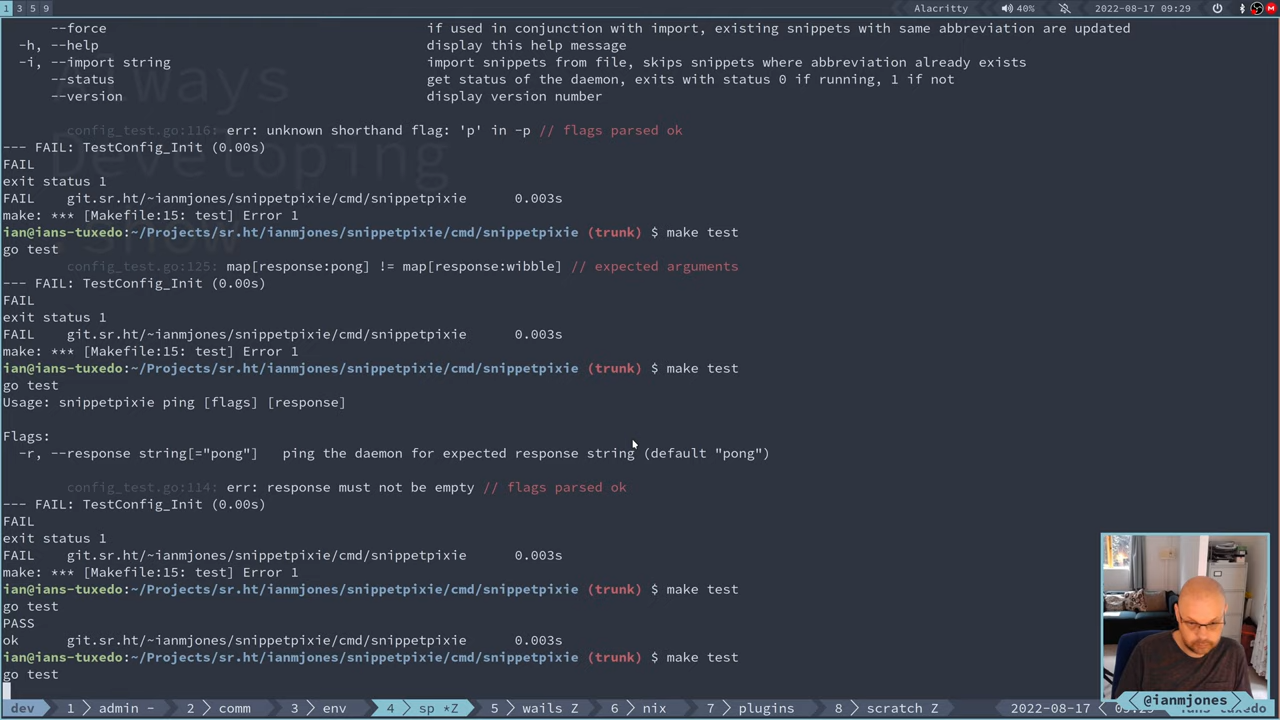 1 3 5 9 Alacritty 40% 2022-08-17 09:29
--force if used in conjunction with import, existing snippets with same abbreviation are updated
-h, --help display this help message
-i, --import string import snippets from file, skips snippets where abbreviation already exists
--status get status of the daemon, exits with status 0 if running, 1 if not
--version display version number
config_test.go:116: err: unknown shorthand flag: 'p' in -p // flags parsed ok
--- FAIL: TestConfig_Init (0.00s)
FAIL
exit status 1
FAIL git.sr.ht/~ianmjones/snippetpixie/cmd/snippetpixie 0.003s
make: *** [Makefile:15: test] Error 1
ian@ians-tuxedo:~/Projects/sr.ht/ianmjones/snippetpixie/cmd/snippetpixie (trunk) $ make test
go test
config_test.go:125: map[response:pong] != map[response:wibble] // expected arguments
--- FAIL: TestConfig_Init (0.00s)
FAIL
exit status 1
FAIL git.sr.ht/~ianmjones/snippetpixie/cmd/snippetpixie 0.003s
make: *** [Makefile:15: test] Error 1
ian@ians-tuxedo:~/Projects/sr.ht/ianmjones/snippetpixie/cmd/snippetpixie (trunk) $ make test
go test
Usage: snippetpixie ping [flags] [response]
Flags:
-r, --response string[="pong"] ping the daemon for expected response string (default "pong")
config_test.go:114: err: response must not be empty // flags parsed ok
--- FAIL: TestConfig_Init (0.00s)
FAIL
exit status 1
FAIL git.sr.ht/~ianmjones/snippetpixie/cmd/snippetpixie 0.003s
make: *** [Makefile:15: test] Error 1
ian@ians-tuxedo:~/Projects/sr.ht/ianmjones/snippetpixie/cmd/snippetpixie (trunk) $ make test
go test
PASS
ok git.sr.ht/~ianmjones/snippetpixie/cmd/snippetpixie 0.003s
ian@ians-tuxedo:~/Projects/sr.ht/ianmjones/snippetpixie/cmd/snippetpixie (trunk) $ make test
go test
@ianmjones
dev 1 admin - 2 comm 3 env 4 sp *Z 5 wails Z 6 nix 7 plugins 8 scratch Z 2022-08-17